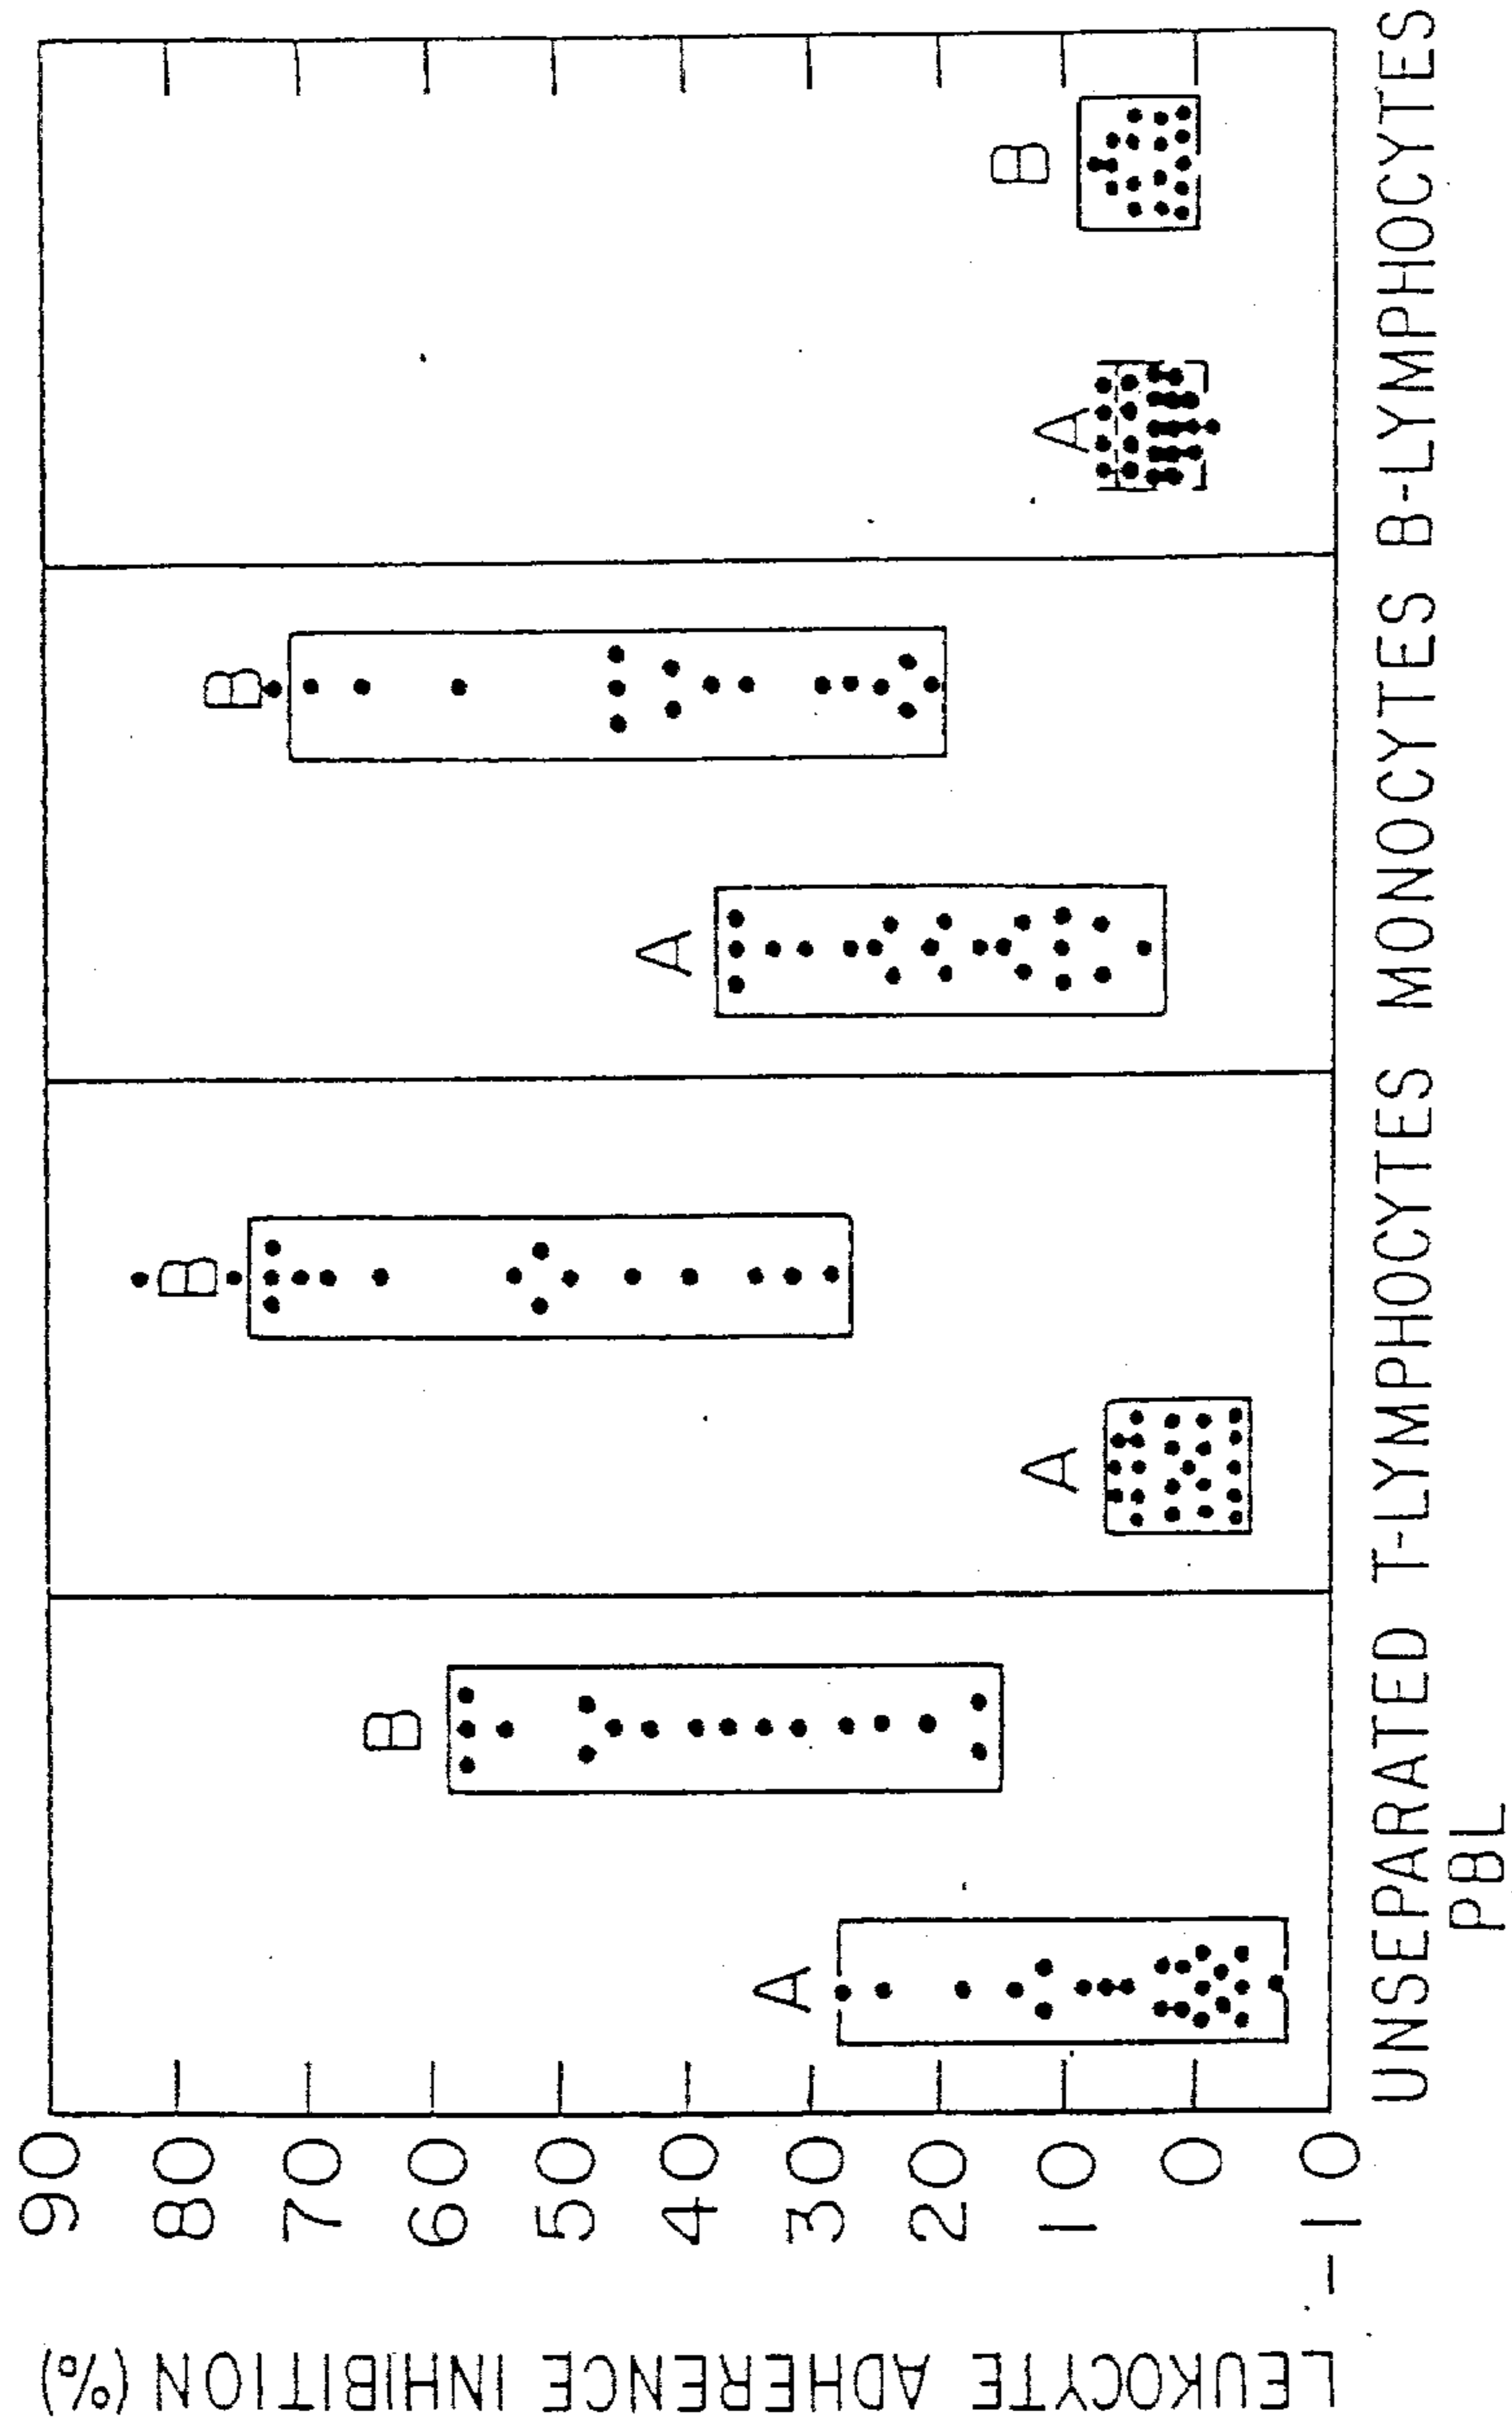 LEUKOCYTE ADHERENCE INHIBITION (%)
90
80
70
60
50
40
30
20
10
0
-10
A
B
A
B
A
B
A
B
UNSEPARATED T-LYMPHOCYTES MONOCYTES B-LYMPHOCYTES
PBL